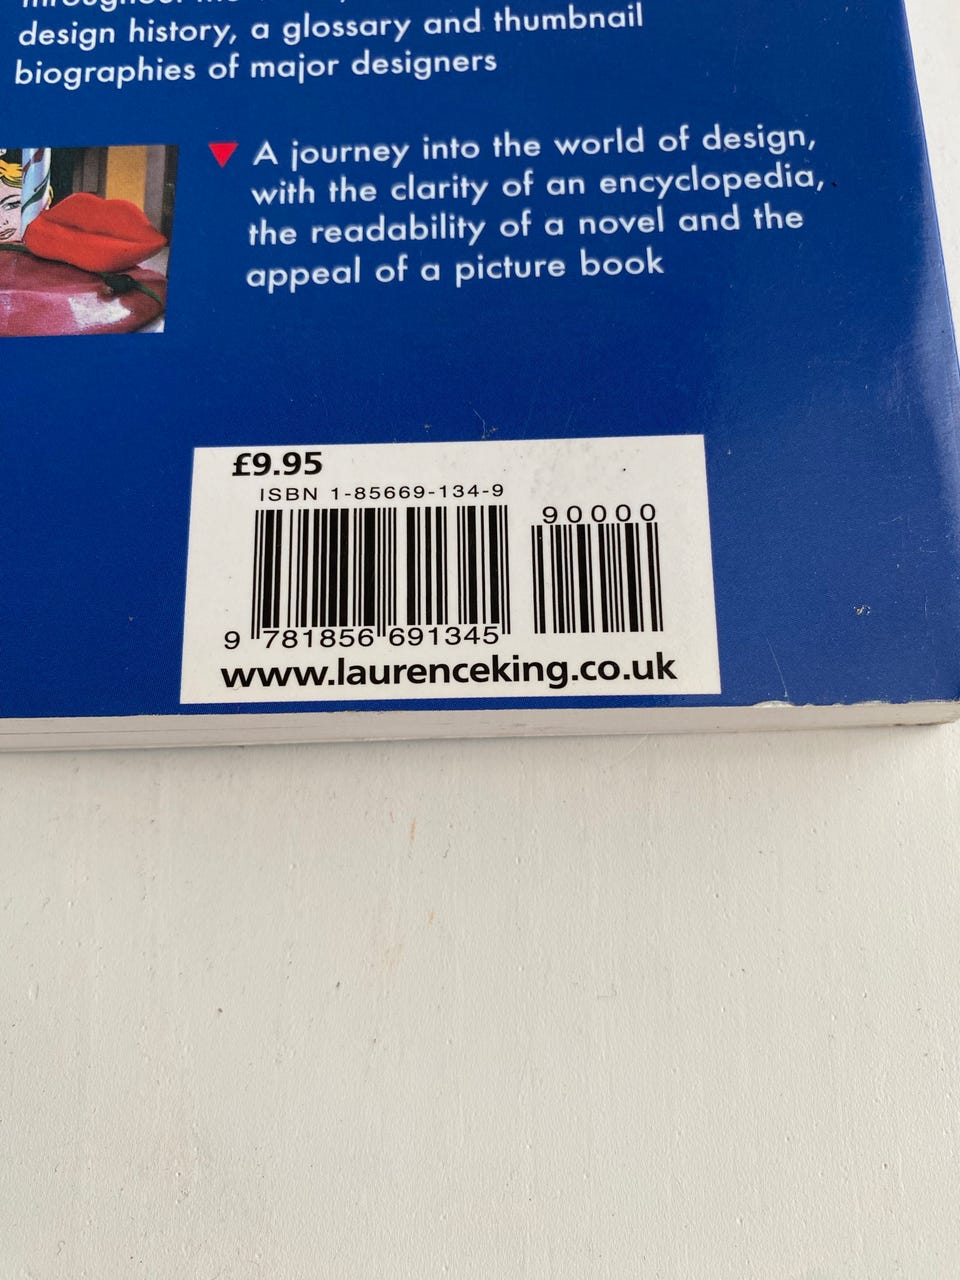 throughout the
design history, a glossary and thumbnail
biographies of major designers
A journey into the world of design,
with the clarity of an encyclopedia,
the readability of a novel and the
appeal of a picture book
£9.95
ISBN 1-85669-134-9
90000
9 781856 691345
www.laurenceking.co.uk